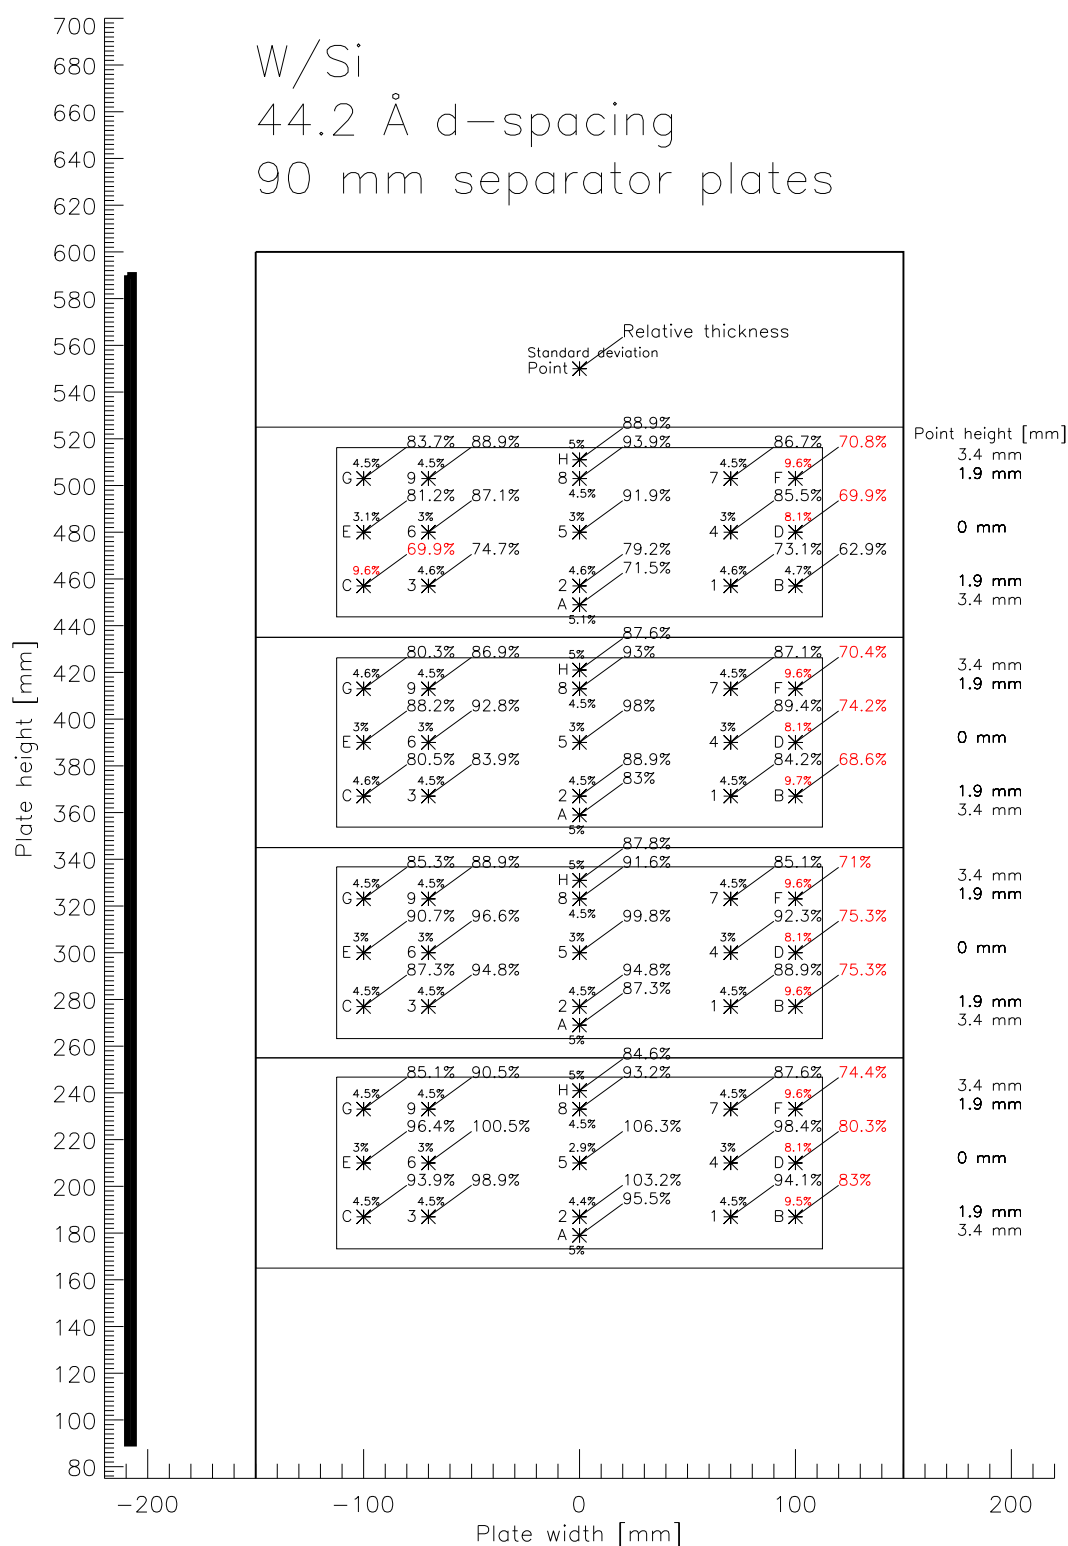 W/Si
44.2 Å d-spacing
90 mm separator plates
700
680
660
640
620
600
580
560
540
520
500
480
460
440
420
400
380
360
340
320
300
280
260
240
220
200
180
160
140
120
100
80
Plate height [mm]
Relative thickness
Standard deviation
Point
Point height [mm]
88.9%
83.7% 88.9% 5% 93.9% 86.7% 70.8%
3.4 mm
4.5% 4.5% H 4.5% 9.6%
G 9 8 7 F 1.9 mm
4.5%
81.2% 87.1% 91.9% 85.5% 69.9%
3.1% 3% 3% 3% 8.1%
E 6 5 4 D 0 mm
69.9% 74.7% 79.2% 73.1% 62.9%
9.6% 4.6% 4.6% 71.5% 4.6% 4.7%
C 3 2 1 B 1.9 mm
A 3.4 mm
5.1%
87.6%
80.3% 86.9% 5% 93% 87.1% 70.4%
4.6% 4.5% H 4.5% 9.6% 3.4 mm
G 9 8 7 F 1.9 mm
4.5%
88.2% 92.8% 98% 89.4% 74.2%
3% 3% 3% 3% 8.1%
E 6 5 4 D 0 mm
80.5% 83.9% 88.9% 84.2% 68.6%
4.6% 4.5% 4.5% 83% 4.5% 9.7%
C 3 2 1 B 1.9 mm
A 3.4 mm
5%
87.8%
85.3% 88.9% 5% 91.6% 85.1% 71%
4.5% 4.5% H 4.5% 9.6% 3.4 mm
G 9 8 7 F 1.9 mm
4.5%
90.7% 96.6% 99.8% 92.3% 75.3%
3% 3% 3% 3% 8.1%
E 6 5 4 D 0 mm
87.3% 94.8% 94.8% 88.9% 75.3%
4.5% 4.5% 4.5% 87.3% 4.5% 9.6%
C 3 2 1 B 1.9 mm
A 3.4 mm
5%
84.6%
85.1% 90.5% 5% 93.2% 87.6% 74.4%
4.5% 4.5% H 4.5% 9.6% 3.4 mm
G 9 8 7 F 1.9 mm
4.5%
96.4% 100.5% 106.3% 98.4% 80.3%
3% 3% 2.9% 3% 8.1%
E 6 5 4 D 0 mm
93.9% 98.9% 103.2% 94.1% 83%
4.5% 4.5% 4.4% 95.5% 4.5% 9.5%
C 3 2 1 B 1.9 mm
A 3.4 mm
5%
-200 -100 0 100 200
Plate width [mm]